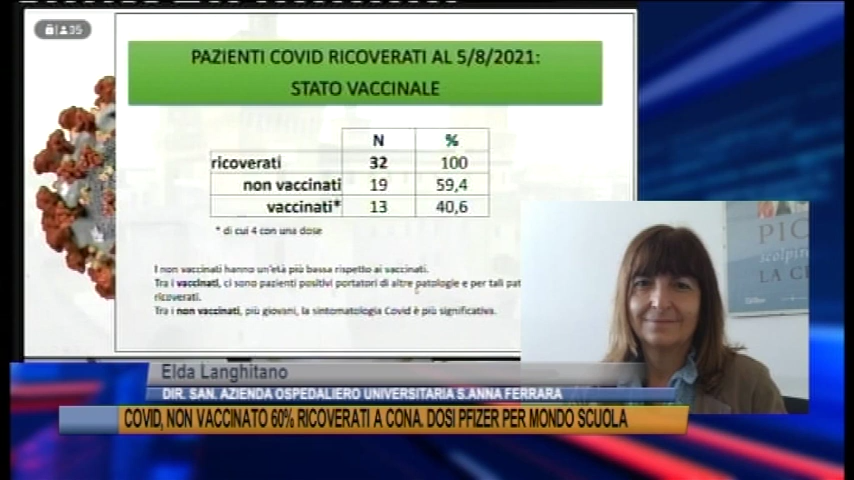 35
PAZIENTI COVID RICOVERATI AL 5/8/2021:
STATO VACCINALE
N %
ricoverati 32 100
non vaccinati 19 59,4
vaccinati* 13 40,6
* di cui 4 con una dose
I non vaccinati hanno un'età più bassa rispetto ai vaccinati.
Tra i vaccinati, ci sono pazienti positivi portatori di altre patologie e per tali pat
ricoverati.
Tra i non vaccinati, più giovani, la sintomatologia Covid è più significativa.
PIC
scolpir
LA C
Elda Langhitano
DIR. SAN. AZIENDA OSPEDALIERO UNIVERSITARIA S.ANNA FERRARA
COVID, NON VACCINATO 60% RICOVERATI A CONA. DOSI PFIZER PER MONDO SCUOLA